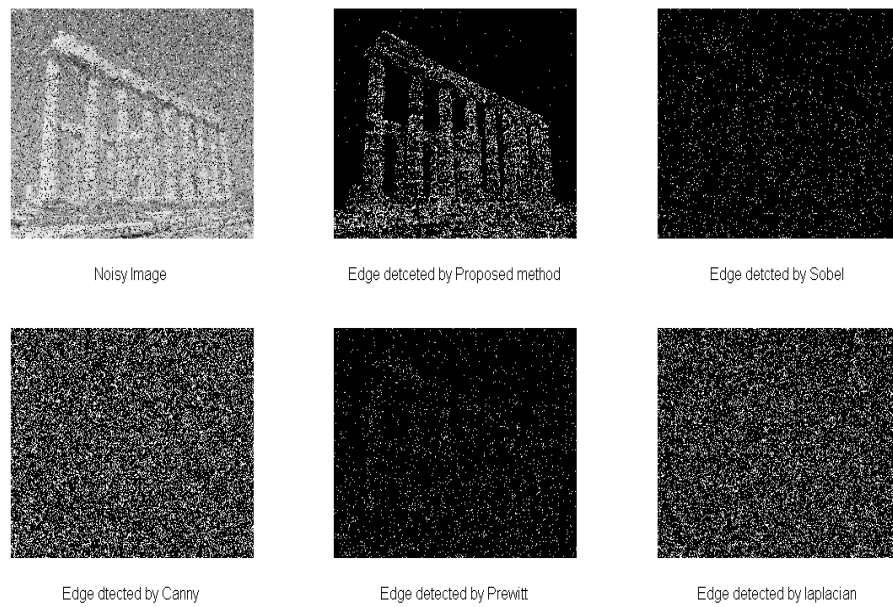 Noisy Image
Edge detceted by Proposed method
Edge detcted by Sobel
Edge dtected by Canny
Edge detected by Prewitt
Edge detected by laplacian